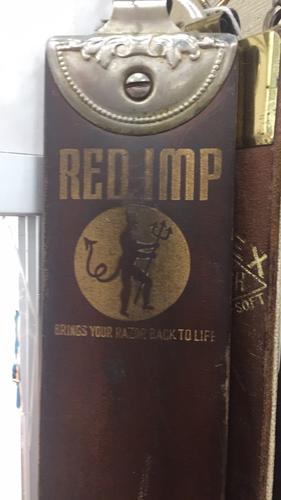 RED IMP
BRINGS YOUR RAZOR BACK TO LIFE
SOFT